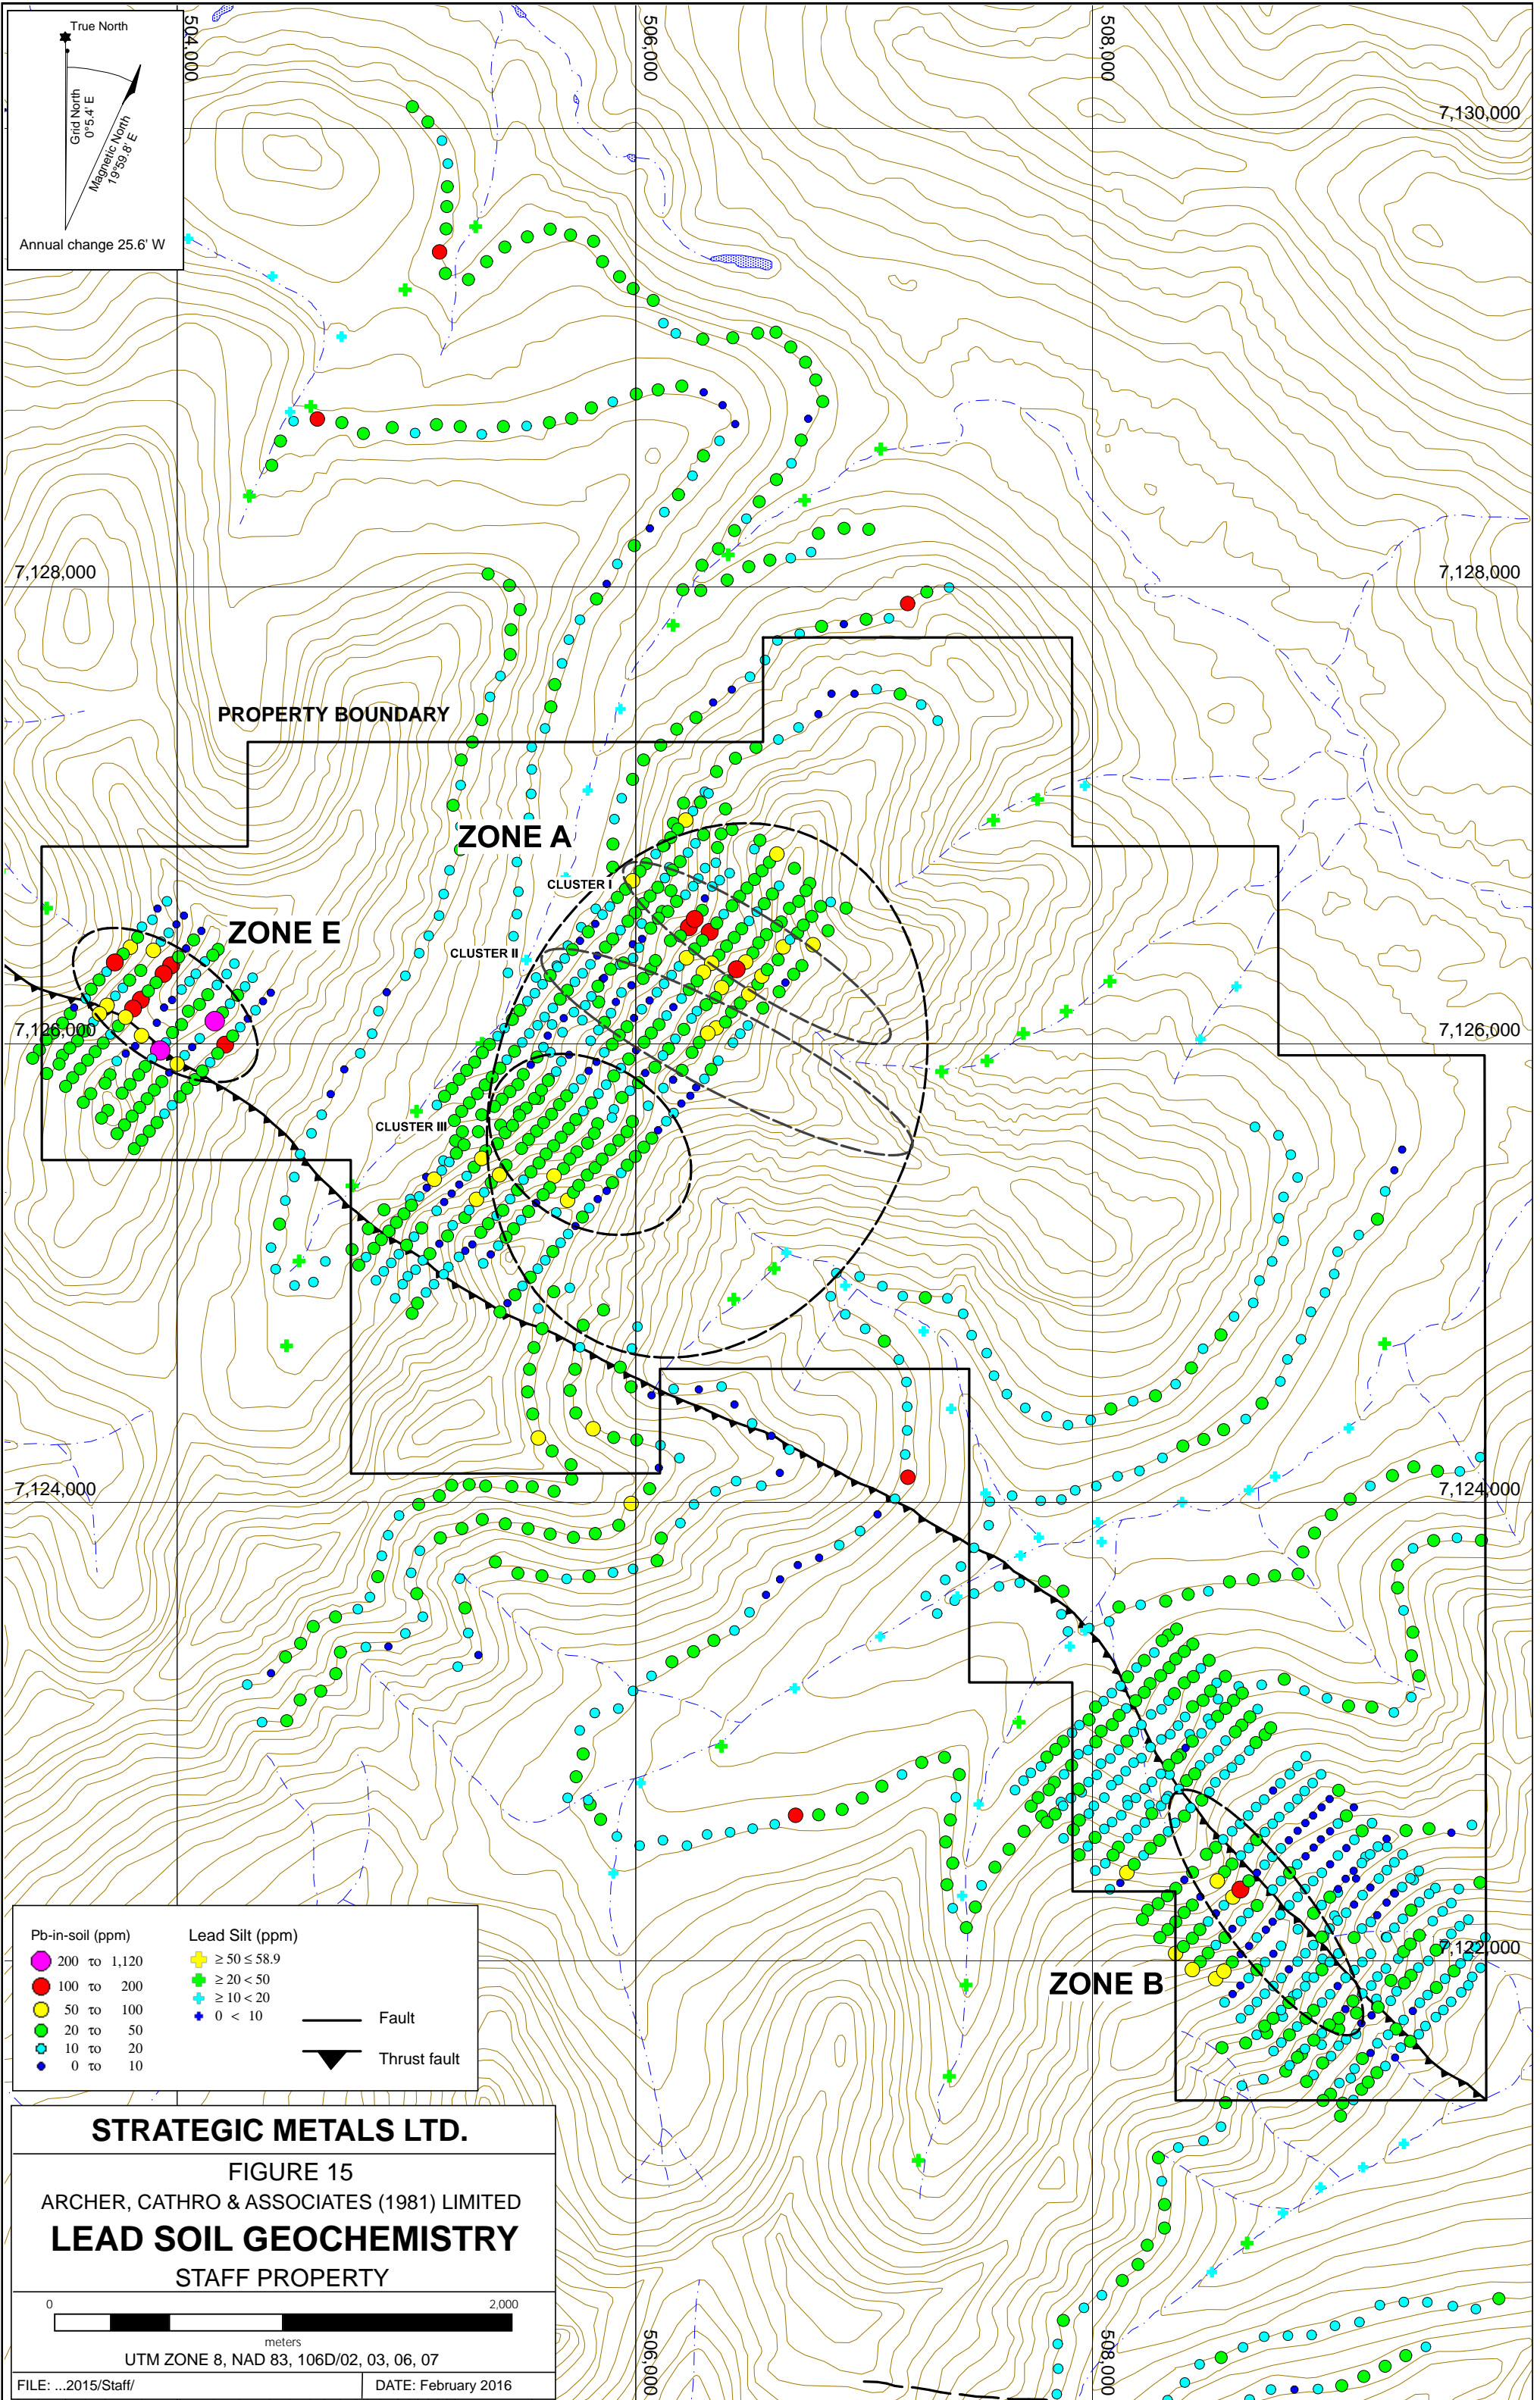 True North
Grid North
0°5.4' E
Magnetic North
19°59.8' E
Annual change 25.6' W
504,000
506,000
508,000
7,130,000
7,128,000
7,128,000
PROPERTY BOUNDARY
ZONE A
CLUSTER I
ZONE E
CLUSTER II
7,126,000
7,126,000
CLUSTER III
7,124,000
7,124,000
7,122,000
ZONE B
Pb-in-soil (ppm)
200 to 1,120
100 to 200
50 to 100
20 to 50
10 to 20
0 to 10
Lead Silt (ppm)
≥ 50 ≤ 58.9
≥ 20 < 50
≥ 10 < 20
0 < 10
Fault
Thrust fault
STRATEGIC METALS LTD.
FIGURE 15
ARCHER, CATHRO & ASSOCIATES (1981) LIMITED
LEAD SOIL GEOCHEMISTRY
STAFF PROPERTY
0 2,000
meters
UTM ZONE 8, NAD 83, 106D/02, 03, 06, 07
FILE: ...2015/Staff/
DATE: February 2016
506,000
508,000